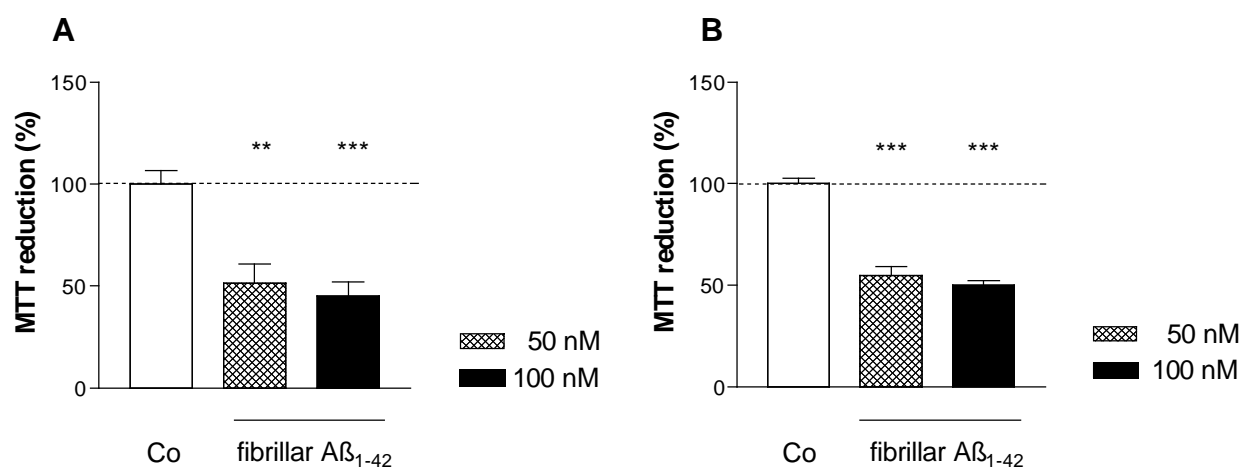 A
MTT reduction (%)
150
100
50
0
** ***
Co fibrillar Aß1-42
50 nM
100 nM
B
MTT reduction (%)
150
100
50
0
*** ***
Co fibrillar Aß1-42
50 nM
100 nM